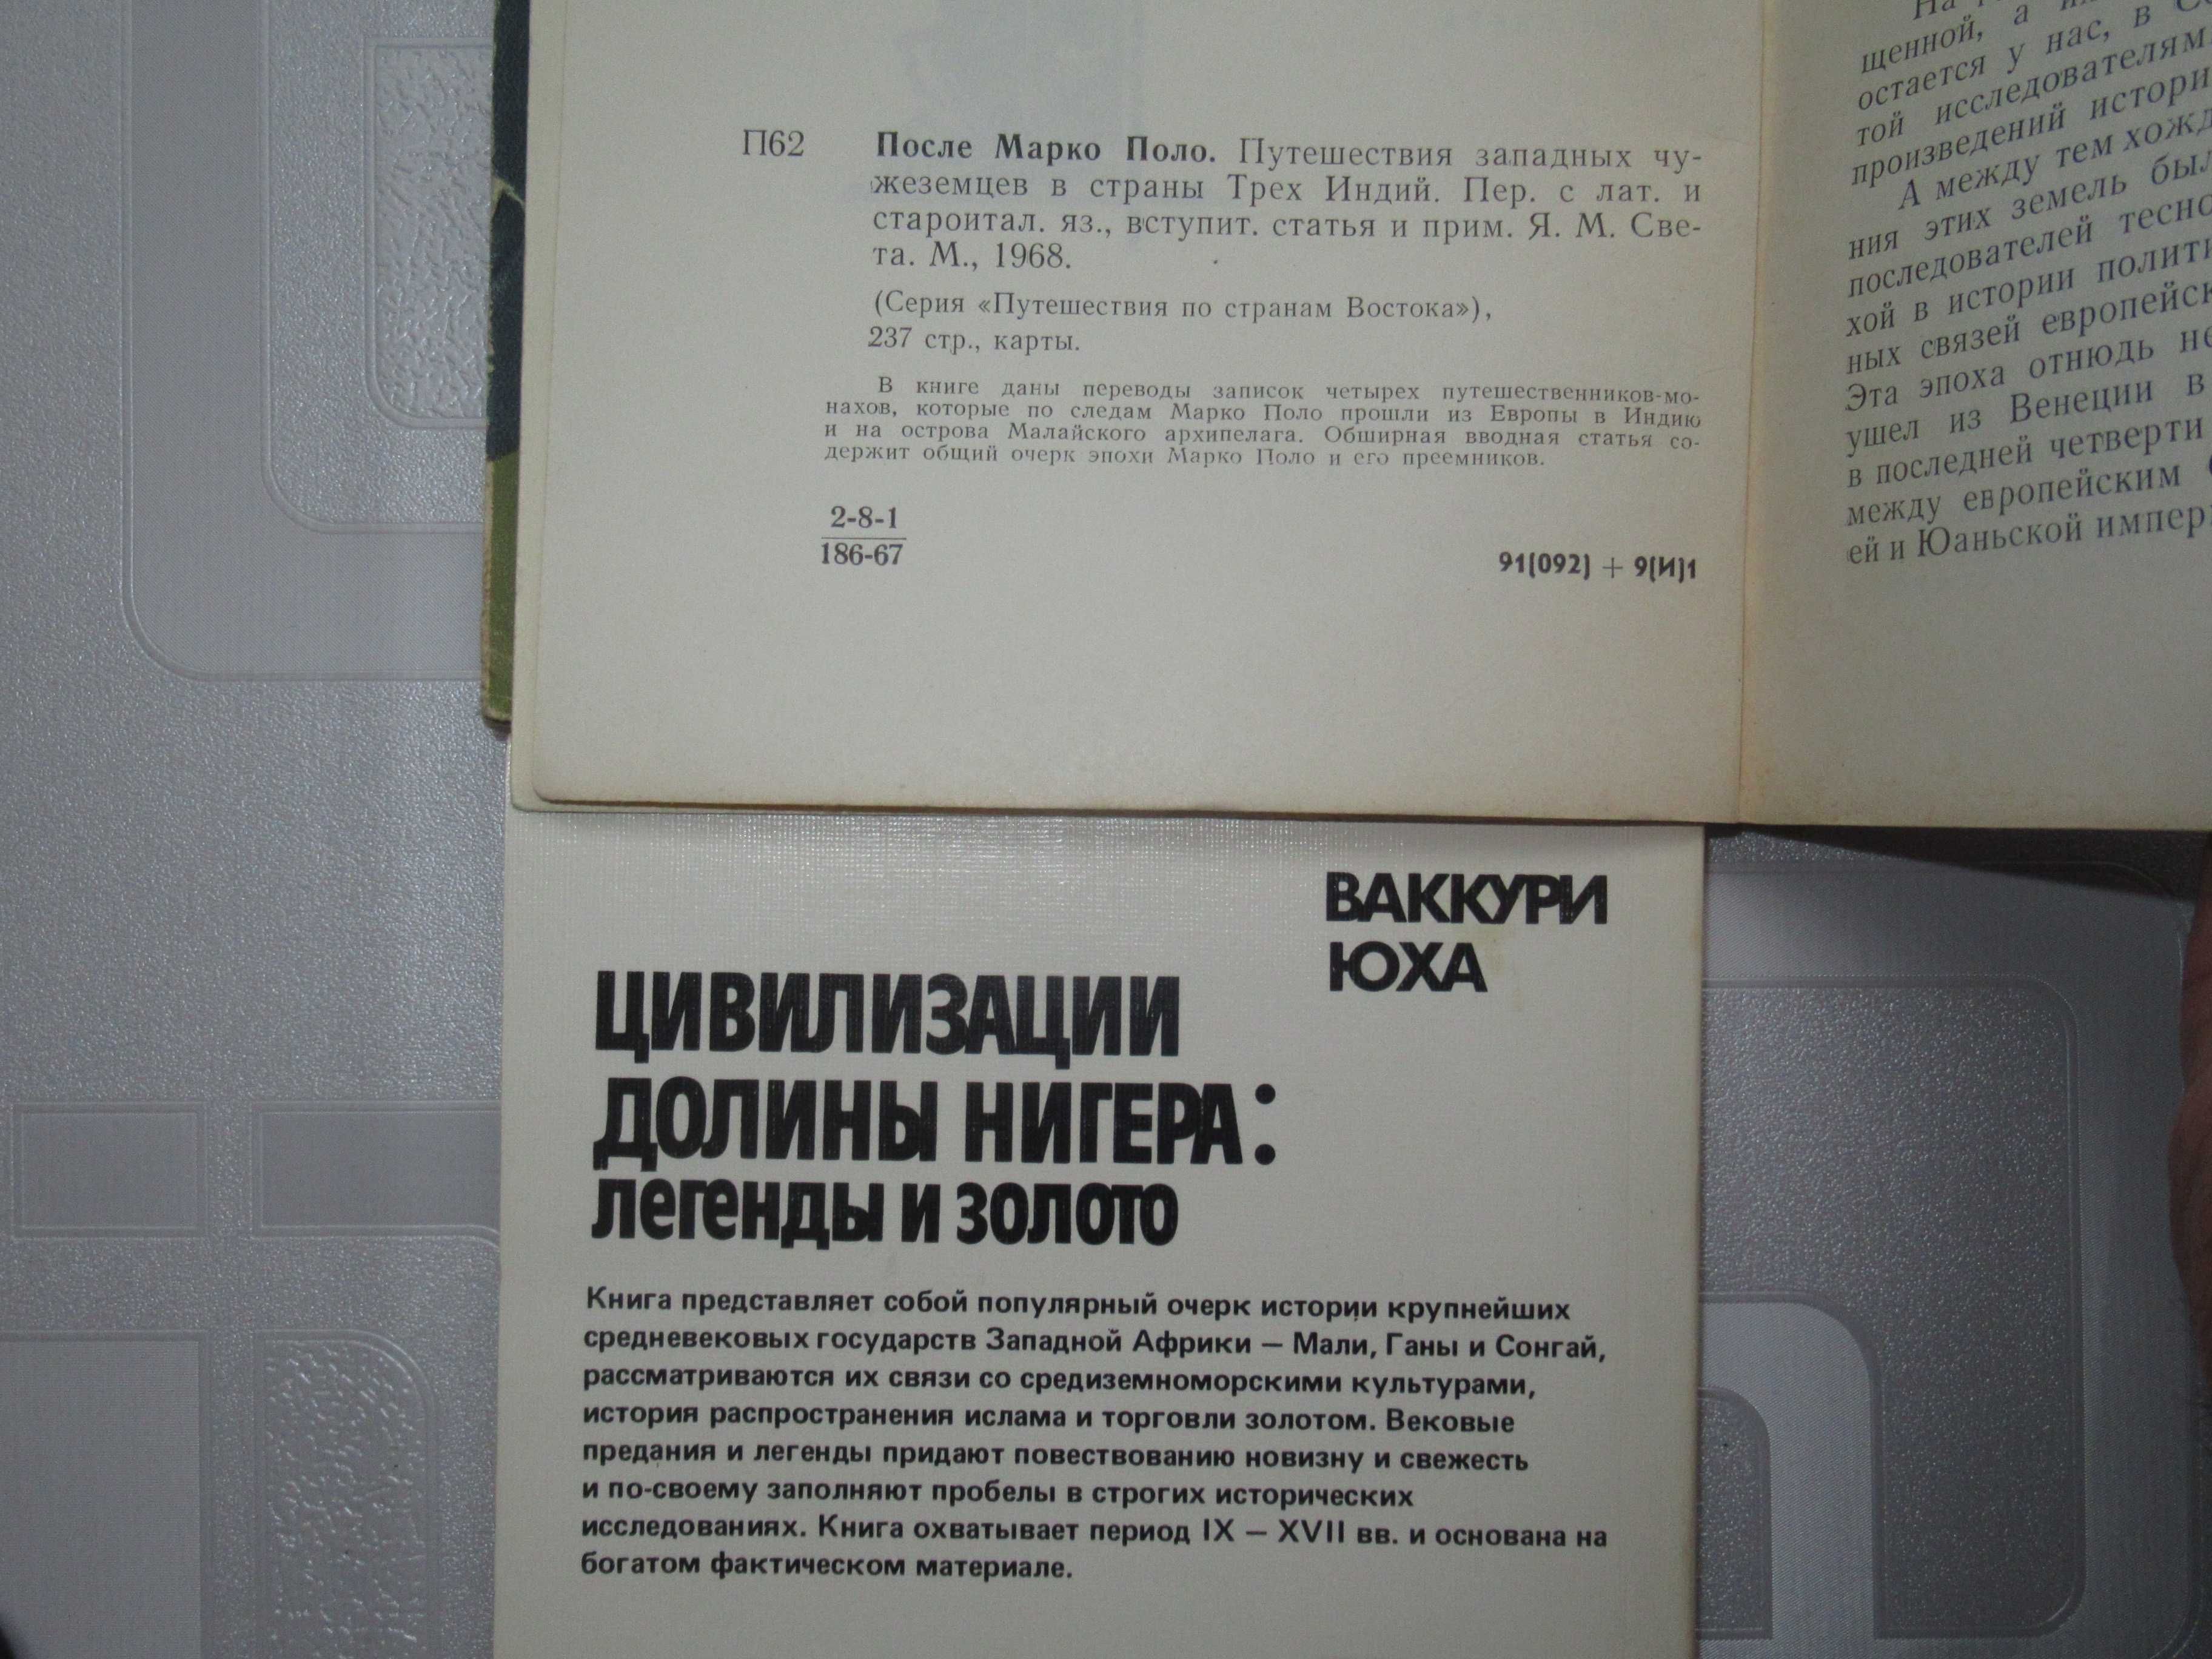 П62
После Марко Поло. Путешествия западных чу-
жеземцев в страны Трех Индий. Пер. с лат. и
староитал. яз., вступит. статья и прим. Я. М. Све-
та. М., 1968.
(Серия «Путешествия по странам Востока»),
237 стр., карты.
В книге даны переводы записок четырех путешественников-мо-
нахов, которые по следам Марко Поло прошли из Европы в Индию
и на острова Малайского архипелага. Обширная вводная статья со-
держит общий очерк эпохи Марко Поло и его преемников.
2-8-1
186-67
91(092) + 9(И)1
На
щенной, а
остается у нас, в
той исследователям
произведений
А между тем
ния этих земель
последователей
хой в истории
ных связей
Эта эпоха отнюдь
ушел из Венеции в
в последней четверти
между европейским
ей и Юаньской
ВАККУРИ
ЮХА
ЦИВИЛИЗАЦИИ
ДОЛИНЫ НИГЕРА:
легенды и золото
Книга представляет собой популярный очерк истории крупнейших
средневековых государств Западной Африки — Мали, Ганы и Сонгай,
рассматриваются их связи со средиземноморскими культурами,
история распространения ислама и торговли золотом. Вековые
предания и легенды придают повествованию новизну и свежесть
и по-своему заполняют пробелы в строгих исторических
исследованиях. Книга охватывает период IX — XVII вв. и основана на
богатом фактическом материале.